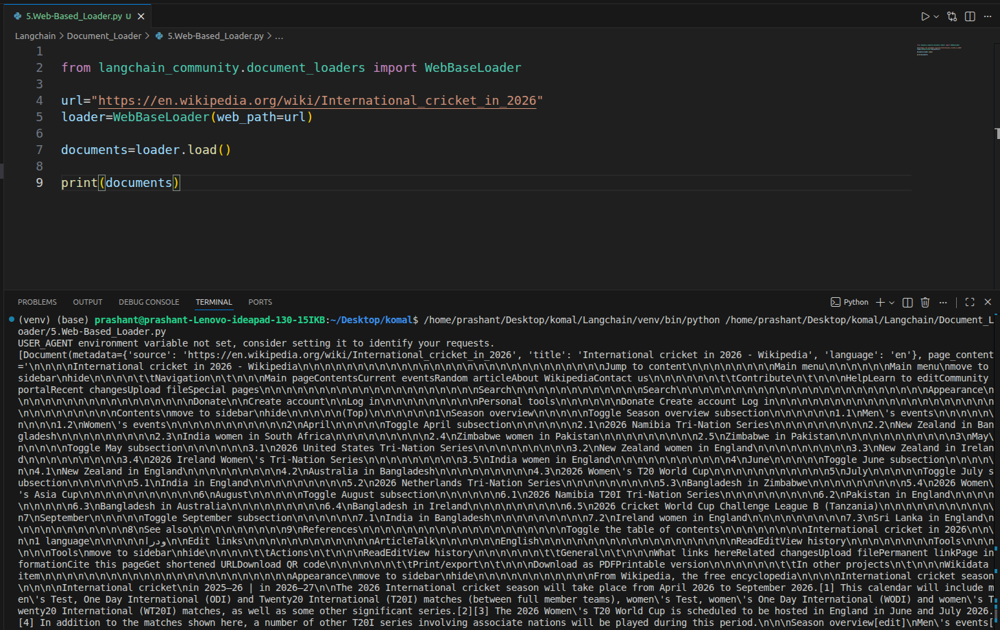 5.Web-Based_Loader.py U
Langchain > Document_Loader > 5.Web-Based_Loader.py > ...
1
2 from langchain_community.document_loaders import WebBaseLoader
3
4 url="https://en.wikipedia.org/wiki/International_cricket_in_2026"
5 loader=WebBaseLoader(web_path=url)
6
7 documents=loader.load()
8
9 print(documents)
PROBLEMS OUTPUT DEBUG CONSOLE TERMINAL PORTS Python
(venv) (base) prashant@prashant-Lenovo-ideapad-130-15IKB:~/Desktop/komal$ /home/prashant/Desktop/komal/Langchain/venv/bin/python /home/prashant/Desktop/komal/Langchain/Document_L
oader/5.Web-Based_Loader.py
USER_AGENT environment variable not set, consider setting it to identify your requests.
[Document(metadata={'source': 'https://en.wikipedia.org/wiki/International_cricket_in_2026', 'title': 'International cricket in 2026 - Wikipedia', 'language': 'en'}, page_content
='\n\n\n\nInternational cricket in 2026 - Wikipedia\n\n\n\n\n\n\n\n\n\n\n\n\n\n\n\n\n\n\n\n\n\n\n\n\nJump to content\n\n\n\n\n\n\nMain menu\n\n\n\n\n\nMain menu\nmove to
sidebar\nhide\n\n\n\n\t\tNavigation\n\t\n\n\nMain pageContentsCurrent eventsRandom articleAbout WikipediaContact us\n\n\n\n\n\n\t\tContribute\n\t\n\n\nHelpLearn to editCommunity
portalRecent changesUpload fileSpecial pages\n\n\n\n\n\n\n\n\n\n\n\n\n\n\n\n\n\nSearch\n\n\n\n\n\n\n\n\n\n\nSearch\n\n\n\n\n\n\n\n\n\n\n\n\n\n\n\n\n\n\n\n\nAppearance\n
\n\n\n\n\n\n\n\n\n\n\n\n\n\nDonate\n\nCreate account\n\nLog in\n\n\n\n\n\n\n\nPersonal tools\n\n\n\n\nDonate Create account Log in\n\n\n\n\n\n\n\n\n\n\n\n\n\n\n\n\n\n\n
\n\n\n\n\n\n\n\nContents\nmove to sidebar\nhide\n\n\n\n\n(Top)\n\n\n\n\n\n1\nSeason overview\n\n\n\n\nToggle Season overview subsection\n\n\n\n\n\n1.1\nMen\'s events\n\n\n\n\n\
n\n\n\n1.2\nWomen\'s events\n\n\n\n\n\n\n\n\n\n\n2\nApril\n\n\n\n\nToggle April subsection\n\n\n\n\n\n2.1\n2026 Namibia Tri-Nation Series\n\n\n\n\n\n\n\n2.2\nNew Zealand in Ban
gladesh\n\n\n\n\n\n\n\n2.3\nIndia women in South Africa\n\n\n\n\n\n\n\n2.4\nZimbabwe women in Pakistan\n\n\n\n\n\n\n\n2.5\nZimbabwe in Pakistan\n\n\n\n\n\n\n\n\n\n\n3\nMay\
n\n\n\n\nToggle May subsection\n\n\n\n\n\n3.1\n2026 United States Tri-Nation Series\n\n\n\n\n\n\n\n3.2\nNew Zealand women in England\n\n\n\n\n\n\n\n3.3\nNew Zealand in Irelan
d\n\n\n\n\n\n\n\n3.4\n2026 Ireland Women\'s Tri-Nation Series\n\n\n\n\n\n\n\n3.5\nIndia women in England\n\n\n\n\n\n\n\n\n\n\n4\nJune\n\n\n\n\nToggle June subsection\n\n\n\n\
n\n4.1\nNew Zealand in England\n\n\n\n\n\n\n\n4.2\nAustralia in Bangladesh\n\n\n\n\n\n\n\n4.3\n2026 Women\'s T20 World Cup\n\n\n\n\n\n\n\n\n\n\n5\nJuly\n\n\n\n\nToggle July s
ubsection\n\n\n\n\n\n5.1\nIndia in England\n\n\n\n\n\n\n\n5.2\n2026 Netherlands Tri-Nation Series\n\n\n\n\n\n\n\n5.3\nBangladesh in Zimbabwe\n\n\n\n\n\n\n\n5.4\n2026 Women\
's Asia Cup\n\n\n\n\n\n\n\n\n\n\n6\nAugust\n\n\n\n\nToggle August subsection\n\n\n\n\n\n6.1\n2026 Namibia T20I Tri-Nation Series\n\n\n\n\n\n\n\n6.2\nPakistan in England\n\n\n\n
\n\n\n\n6.3\nBangladesh in Australia\n\n\n\n\n\n\n\n6.4\nBangladesh in Ireland\n\n\n\n\n\n\n\n6.5\n2026 Cricket World Cup Challenge League B (Tanzania)\n\n\n\n\n\n\n\n\n\n\
n7\nSeptember\n\n\n\n\nToggle September subsection\n\n\n\n\n\n7.1\nIndia in Bangladesh\n\n\n\n\n\n\n\n7.2\nIreland women in England\n\n\n\n\n\n\n\n7.3\nSri Lanka in England\n
\n\n\n\n\n\n\n\n\n8\nSee also\n\n\n\n\n\n\n\n9\nReferences\n\n\n\n\n\n\n\n\n\n\n\n\n\n\n\n\nToggle the table of contents\n\n\n\n\n\n\nInternational cricket in 2026\n\n\
n\n1 language\n\n\n\n\nاردو\n\nEdit links\n\n\n\n\n\n\n\n\n\n\nArticleTalk\n\n\n\n\nEnglish\n\n\n\n\n\n\n\n\n\n\n\n\n\n\n\nReadEditView history\n\n\n\n\n\nTools\n\n\n
\n\n\nTools\nmove to sidebar\nhide\n\n\n\n\t\tActions\n\t\n\n\nReadEditView history\n\n\n\n\n\n\t\tGeneral\n\t\n\n\nWhat links hereRelated changesUpload filePermanent linkPage in
formationCite this pageGet shortened URLDownload QR code\n\n\n\n\n\n\t\tPrint/export\n\t\n\n\nDownload as PDFPrintable version\n\n\n\n\n\n\t\tIn other projects\n\t\n\n\nWikidata
item\n\n\n\n\n\n\n\n\n\n\n\n\n\n\n\n\n\n\n\nAppearance\nmove to sidebar\nhide\n\n\n\n\n\n\n\n\n\nFrom Wikipedia, the free encyclopedia\n\n\n\nInternational cricket season
\n\n\n\nInternational cricket\nin 2025–26 | in 2026–27\n\nThe 2026 International cricket season will take place from April 2026 to September 2026.[1] This calendar will include m
en\'s Test, One Day International (ODI) and Twenty20 International (T20I) matches (between full member teams), women\'s Test, women\'s One Day International (WODI) and women\'s T
wenty20 International (WT20I) matches, as well as some other significant series.[2][3] The 2026 Women\'s T20 World Cup is scheduled to be hosted in England in June and July 2026.
[4] In addition to the matches shown here, a number of other T20I series involving associate nations will be played during this period.\n\n\nSeason overview[edit]\nMen\'s events[